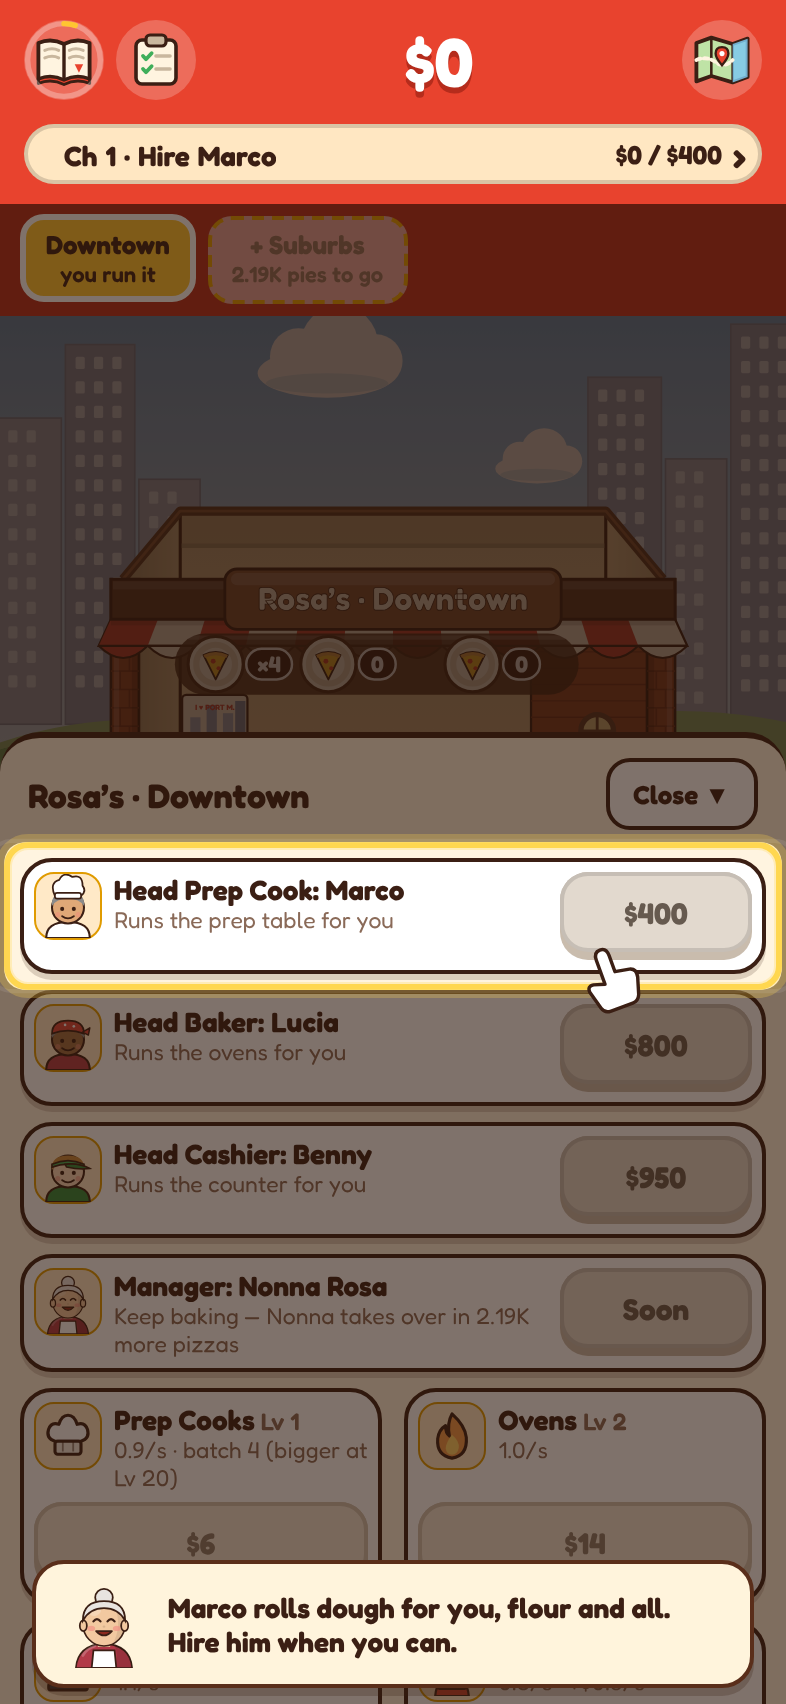 $0
Ch 1 · Hire Marco
$0 / $400
Downtown
you run it
+ Suburbs
2.19K pies to go
Rosa's · Downtown
x4
0
0
Rosa's · Downtown
Close ▼
Head Prep Cook: Marco
Runs the prep table for you
$400
Head Baker: Lucia
Runs the ovens for you
$800
Head Cashier: Benny
Runs the counter for you
$950
Manager: Nonna Rosa
Keep baking — Nonna takes over in 2.19K
more pizzas
Soon
Prep Cooks Lv 1
0.9/s · batch 4 (bigger at
Lv 20)
$6
Ovens Lv 2
1.0/s
$14
Marco rolls dough for you, flour and all.
Hire him when you can.